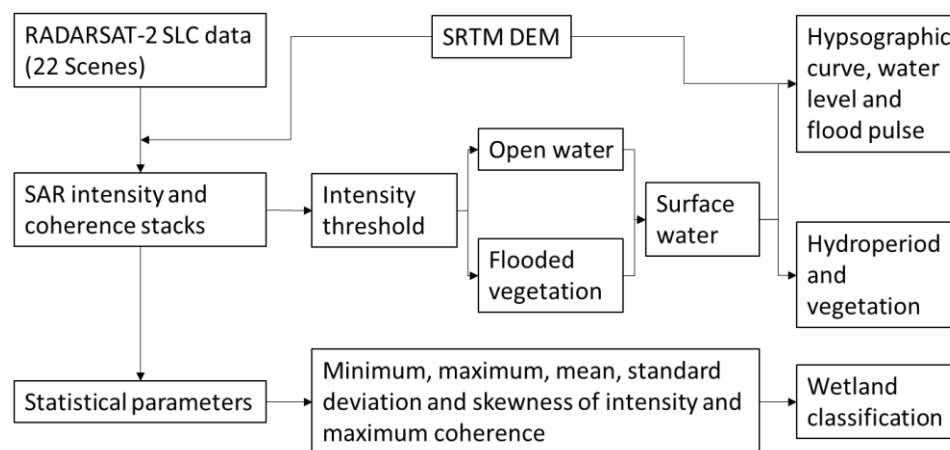 RADARSAT-2 SLC data
(22 Scenes)
SRTM DEM
Hypsographic
curve, water
level and
flood pulse
SAR intensity and
coherence stacks
Intensity
threshold
Open water
Flooded
vegetation
Surface
water
Hydroperiod
and
vegetation
Statistical parameters
Minimum, maximum, mean, standard
deviation and skewness of intensity and
maximum coherence
Wetland
classification